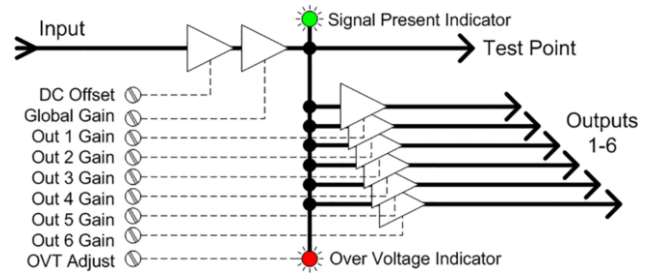 Signal Present Indicator
Input
Test Point
DC Offset
Global Gain
Out 1 Gain
Out 2 Gain
Out 3 Gain
Out 4 Gain
Out 5 Gain
Out 6 Gain
OVT Adjust
Outputs
1-6
Over Voltage Indicator